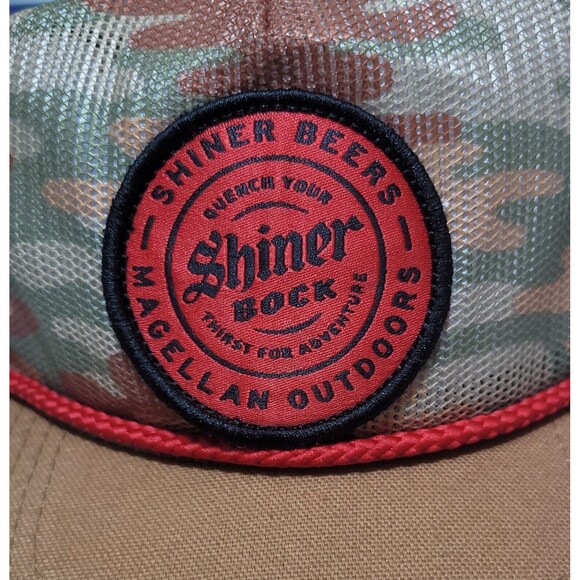 SHINER BEERS
QUENCH YOUR
Shiner
BOCK
THIRST FOR ADVENTURE
MAGELLAN OUTDOORS